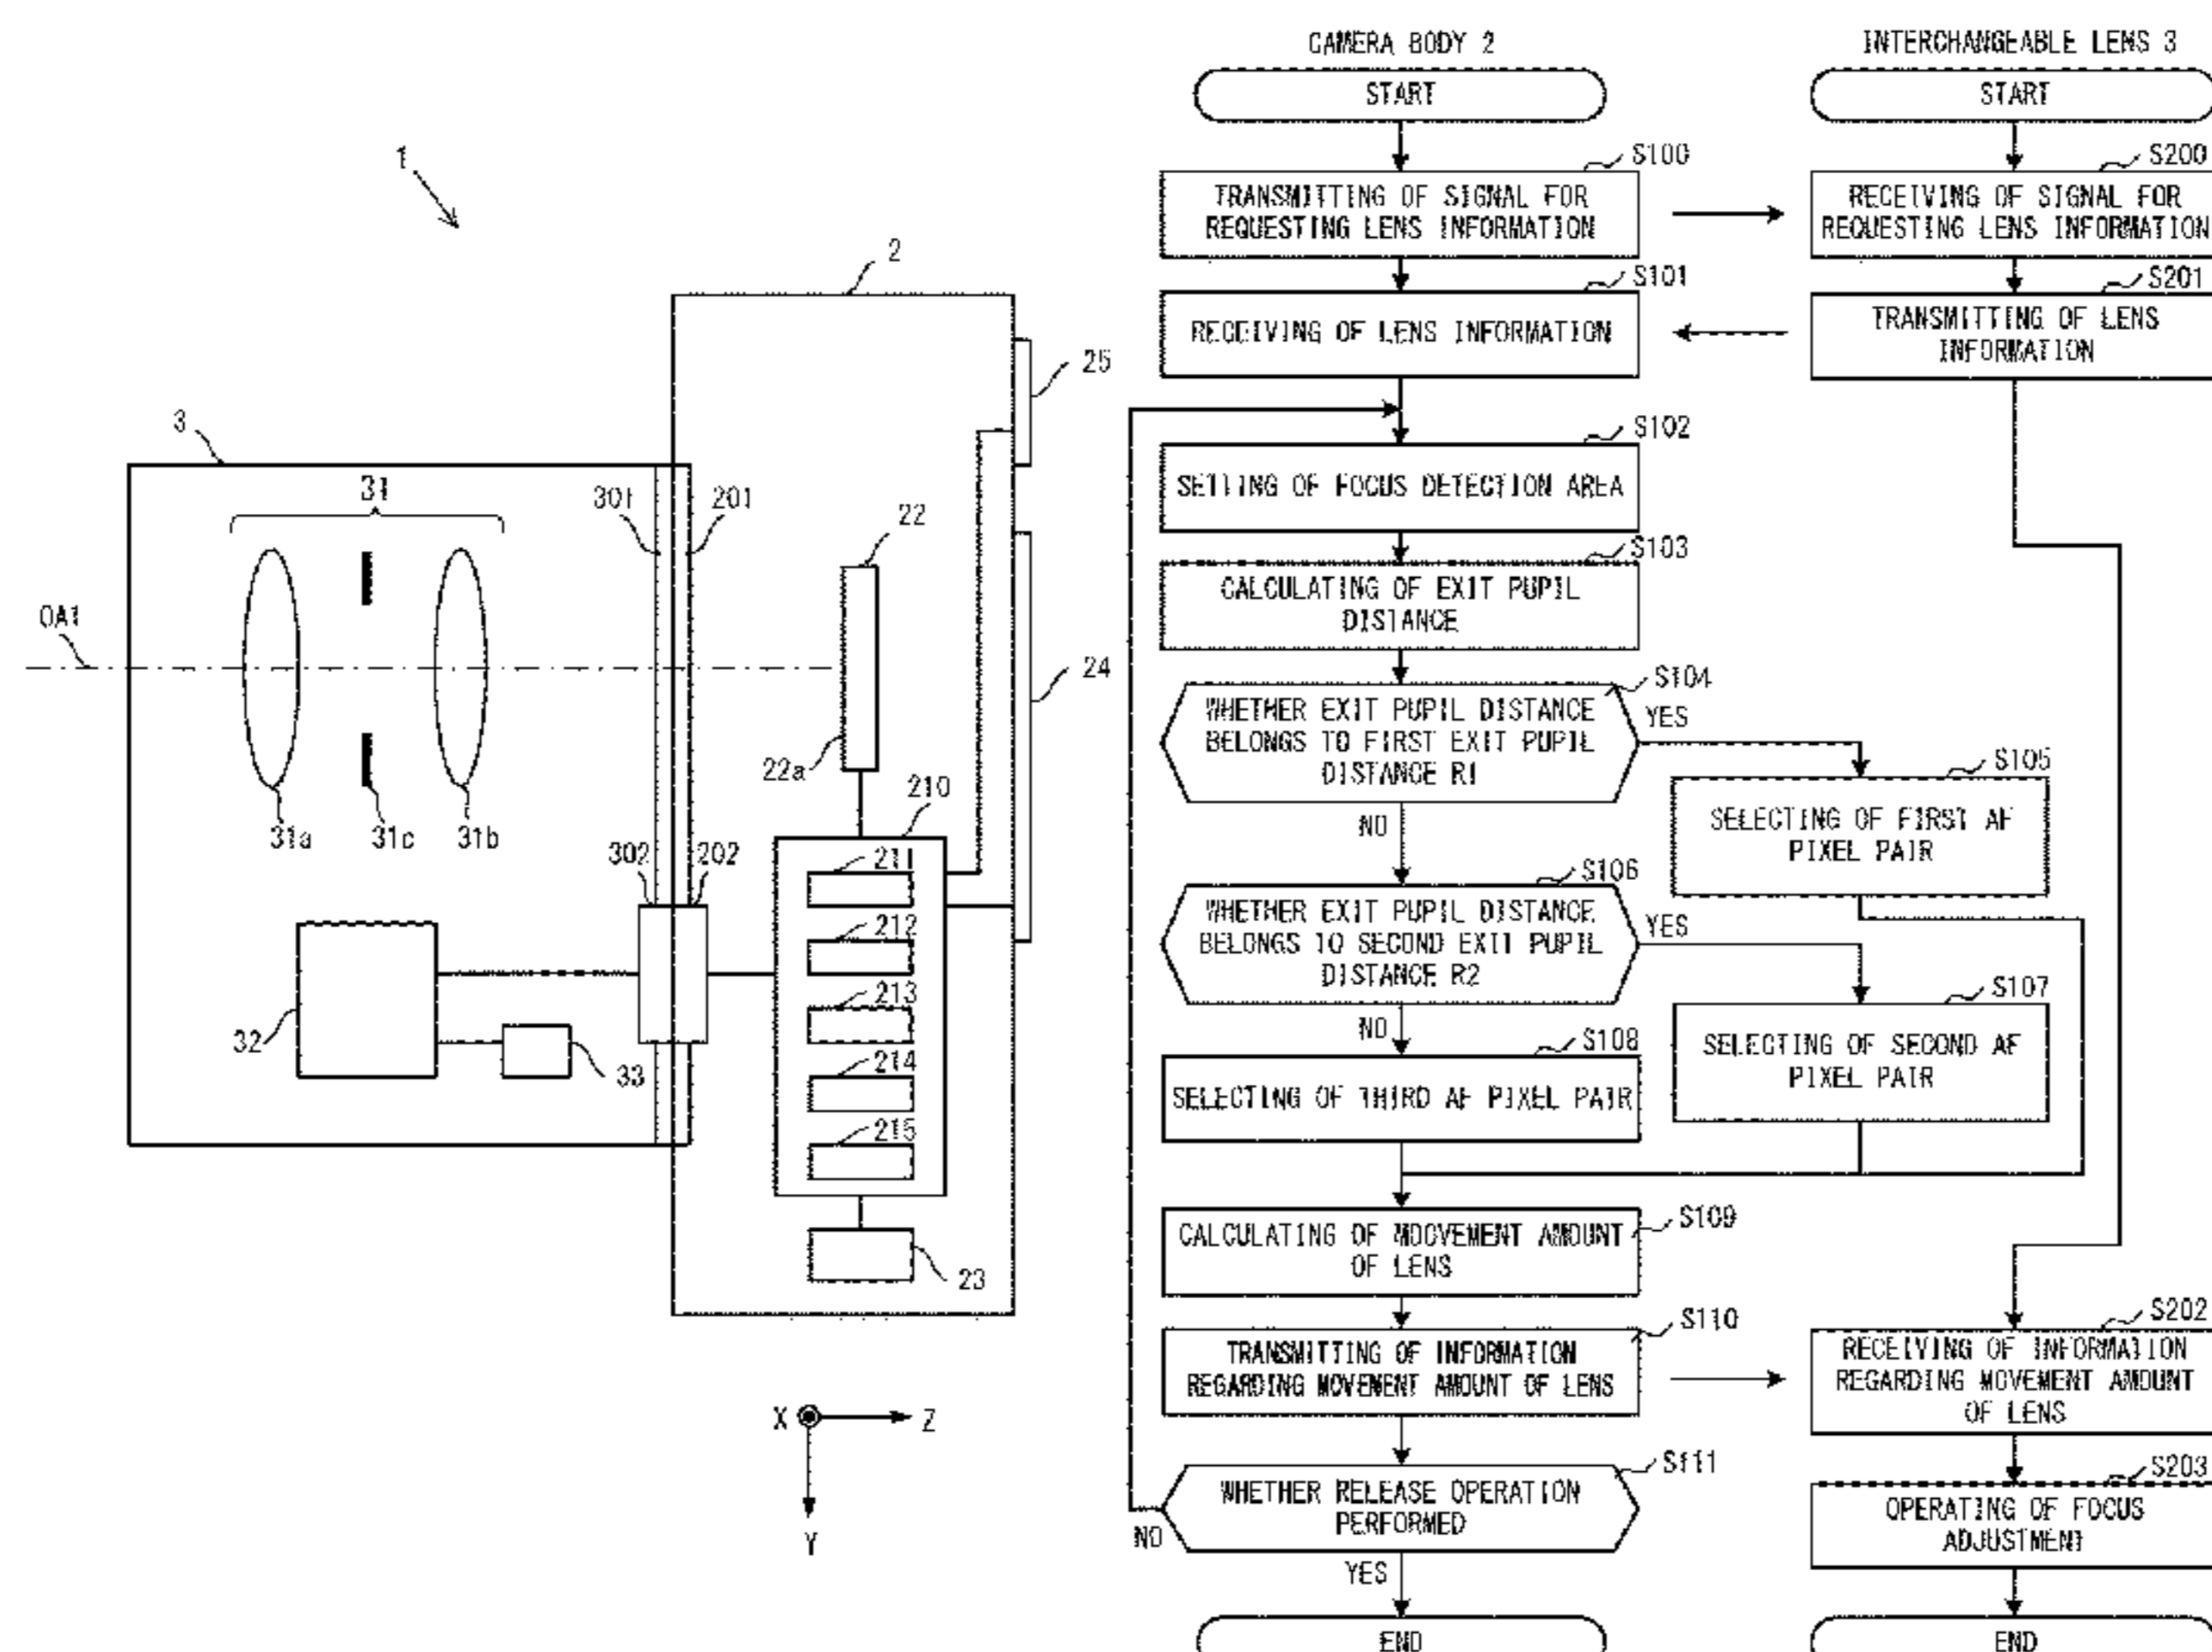 1
2
25
3
31
301
201
22
OA1
24
22a
210
31a
31c
31b
302
202
211
212
213
214
215
32
33
23
X
Z
Y
CAMERA BODY 2
START
S100
TRANSMITTING OF SIGNAL FOR
REQUESTING LENS INFORMATION
S101
RECEIVING OF LENS INFORMATION
S102
SETTING OF FOCUS DETECTION AREA
S103
CALCULATING OF EXIT PUPIL
DISTANCE
S104
WHETHER EXIT PUPIL DISTANCE
BELONGS TO FIRST EXIT PUPIL
DISTANCE R1
YES
NO
S105
SELECTING OF FIRST AF
PIXEL PAIR
S106
WHETHER EXIT PUPIL DISTANCE
BELONGS TO SECOND EXIT PUPIL
DISTANCE R2
YES
NO
S107
SELECTING OF SECOND AF
PIXEL PAIR
S108
SELECTING OF THIRD AF PIXEL PAIR
S109
CALCULATING OF MOOVEMENT AMOUNT
OF LENS
S110
TRANSMITTING OF INFORMATION
REGARDING MOVEMENT AMOUNT OF LENS
S111
WHETHER RELEASE OPERATION
PERFORMED
NO
YES
END
INTERCHANGEABLE LENS 3
START
S200
RECEIVING OF SIGNAL FOR
REQUESTING LENS INFORMATION
S201
TRANSMITTING OF LENS
INFORMATION
S202
RECEIVING OF INFORMATION
REGARDING MOVEMENT AMOUNT
OF LENS
S203
OPERATING OF FOCUS
ADJUSTMENT
END